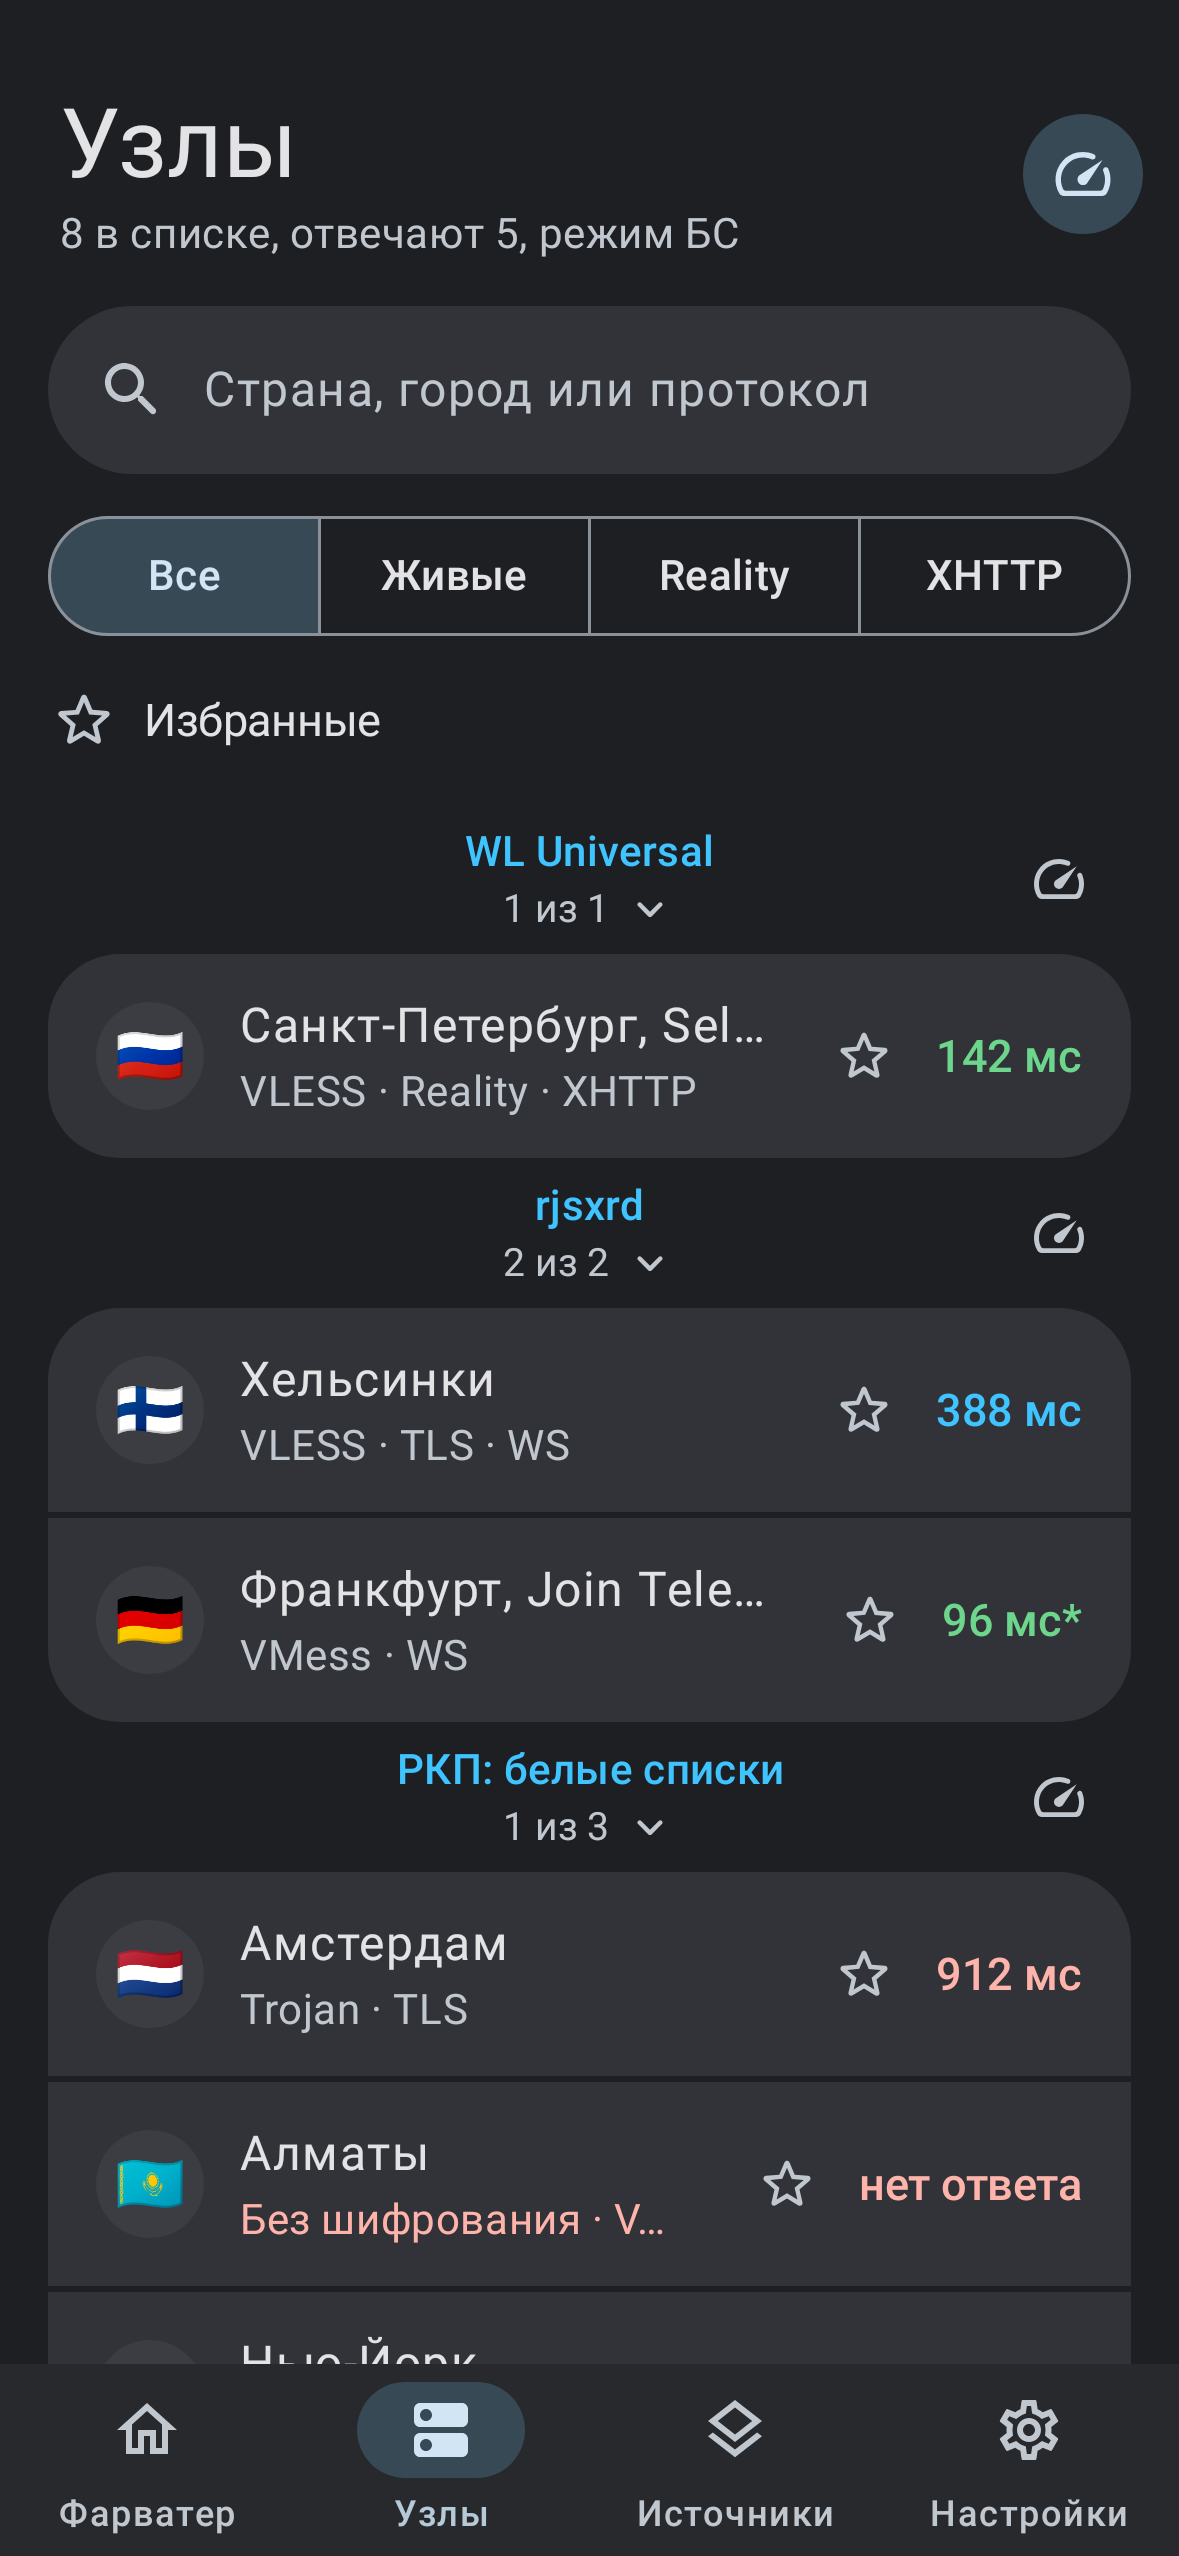 Узлы
8 в списке, отвечают 5, режим БС
Страна, город или протокол
Все
Живые
Reality
XHTTP
Избранные
WL Universal
1 из 1
Санкт-Петербург, Sel…
VLESS · Reality · XHTTP
142 мс
rjsxrd
2 из 2
Хельсинки
VLESS · TLS · WS
388 мс
Франкфурт, Join Tele…
VMess · WS
96 мс*
РКП: белые списки
1 из 3
Амстердам
Trojan · TLS
912 мс
Алматы
Без шифрования · V…
нет ответа
Нью-Йорк
Фарватер
Узлы
Источники
Настройки